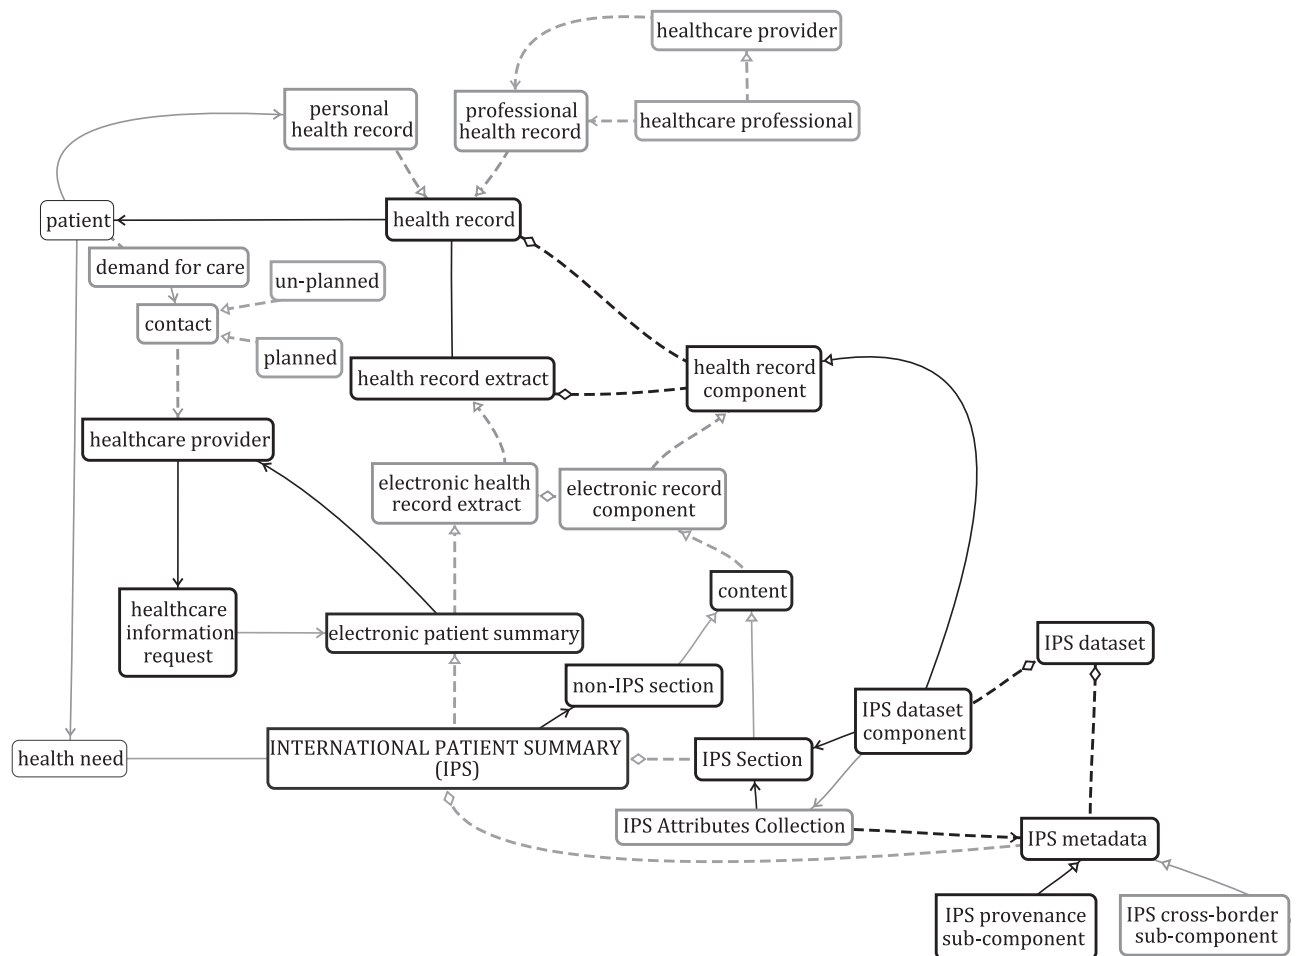 healthcare provider
personal
health record
professional
health record
healthcare professional
patient
health record
demand for care
un-planned
contact
planned
health record extract
health record
component
healthcare provider
electronic health
record extract
electronic record
component
content
healthcare
information
request
electronic patient summary
IPS dataset
non-IPS section
IPS dataset
component
health need
INTERNATIONAL PATIENT SUMMARY
(IPS)
IPS Section
IPS Attributes Collection
IPS metadata
IPS provenance
sub-component
IPS cross-border
sub-component